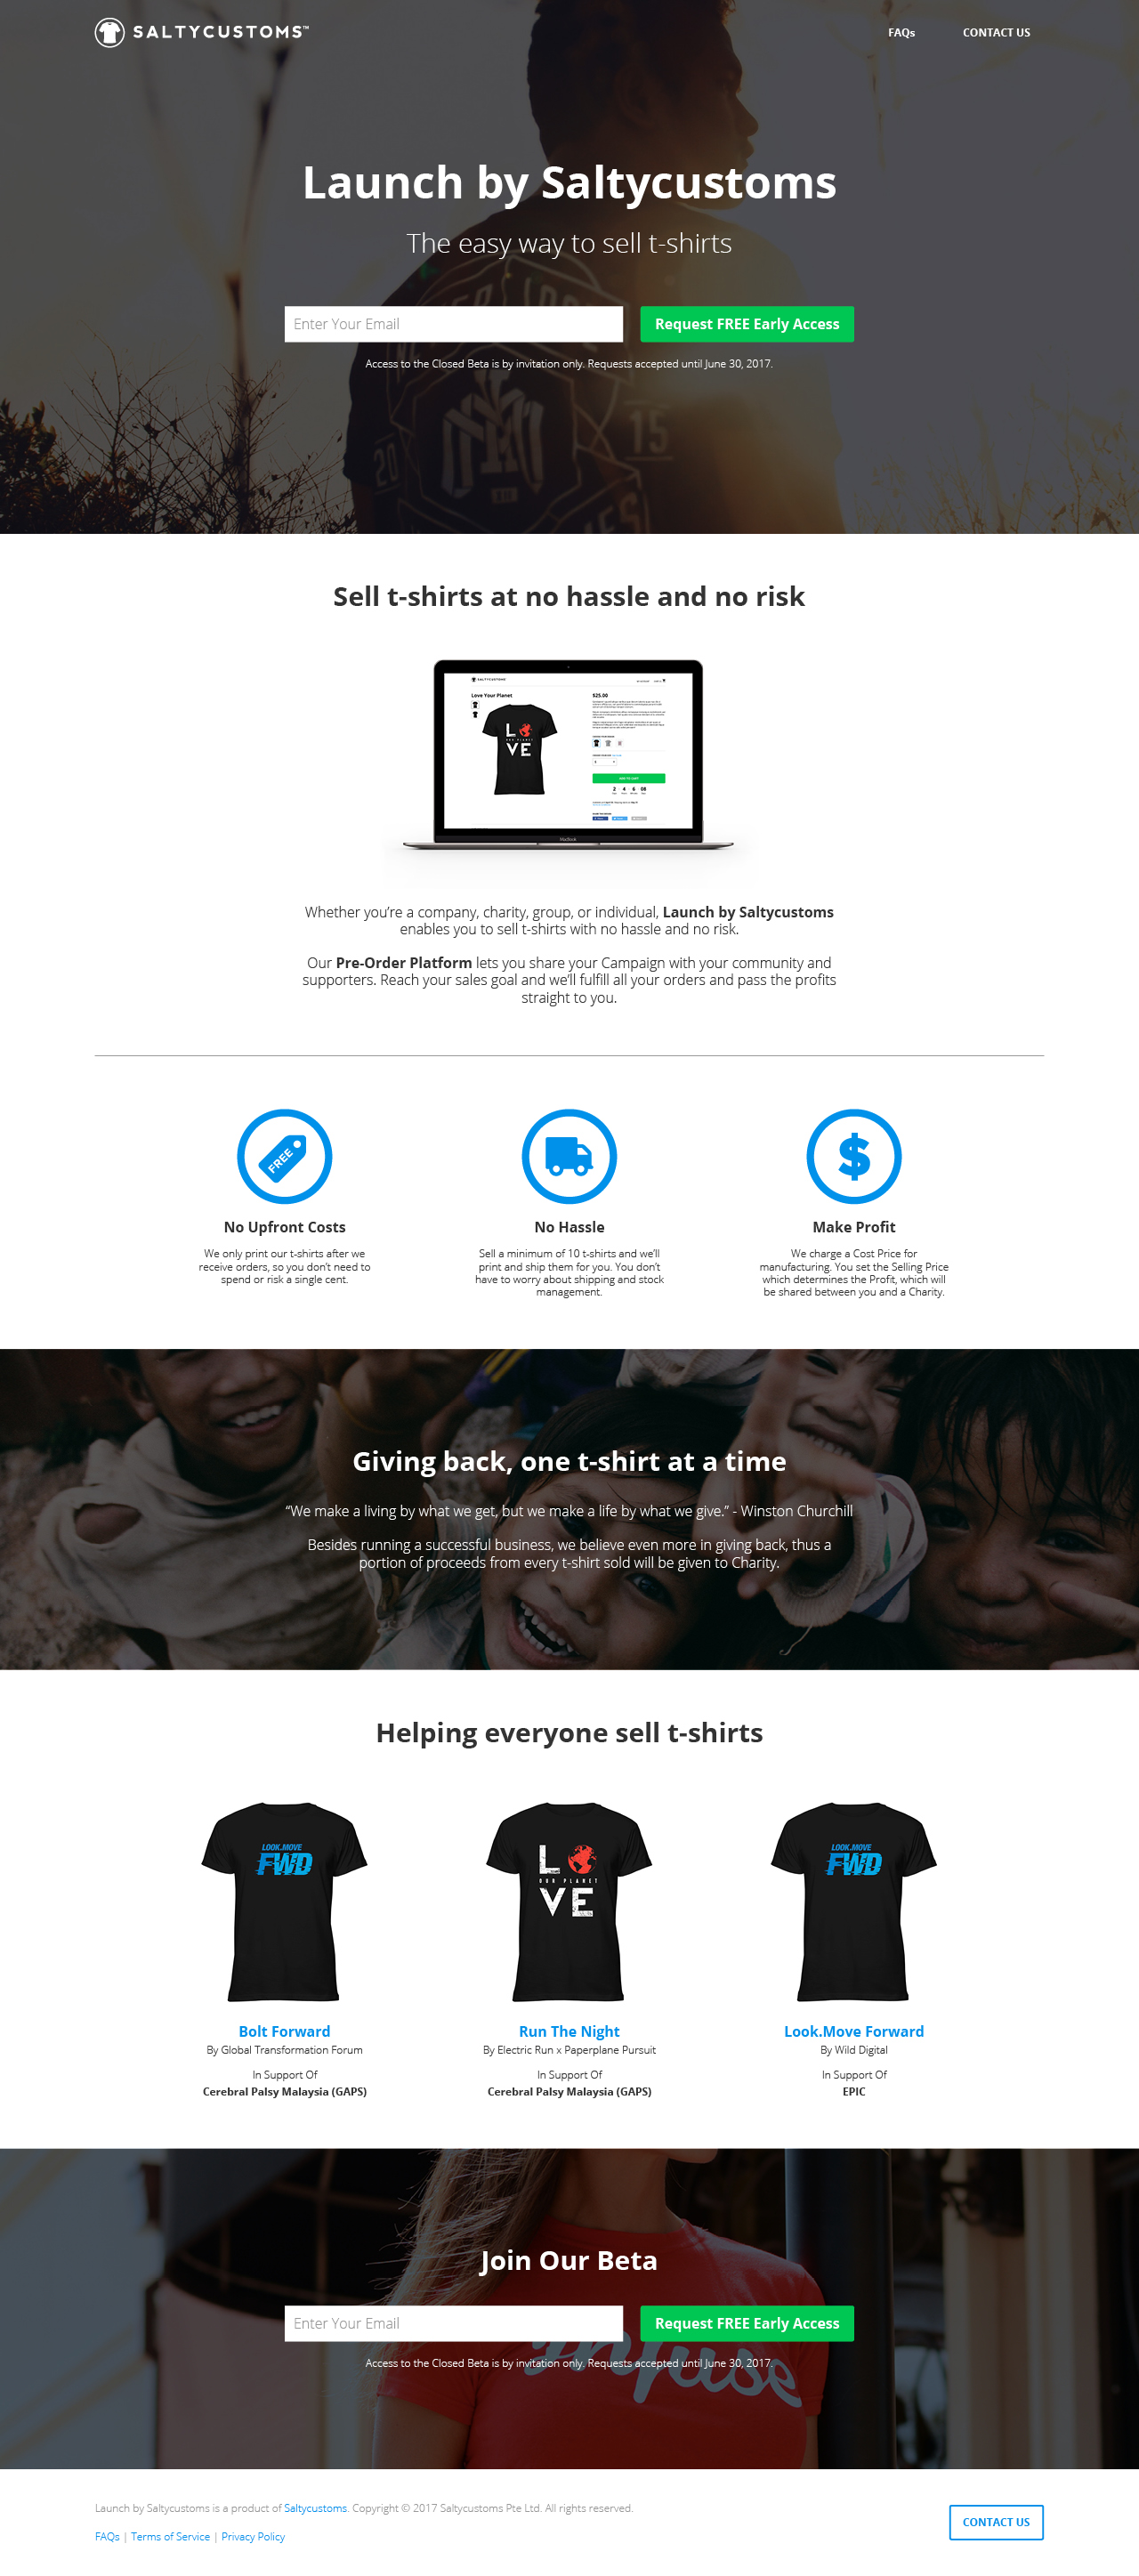 SALTYCUSTOMS™
FAQs
CONTACT US
Launch by Saltycustoms
The easy way to sell t-shirts
Enter Your Email
Request FREE Early Access
Access to the Closed Beta is by invitation only. Requests accepted until June 30, 2017.
Sell t-shirts at no hassle and no risk
SALTYCUSTOMS
Love Your Planet
$25.00
LOVE
OUR PLANET
ADD TO CART
MacBook
Whether you’re a company, charity, group, or individual, Launch by Saltycustoms
enables you to sell t-shirts with no hassle and no risk.
Our Pre-Order Platform lets you share your Campaign with your community and
supporters. Reach your sales goal and we’ll fulfill all your orders and pass the profits
straight to you.
FREE
$
No Upfront Costs
We only print our t-shirts after we
receive orders, so you don’t need to
spend or risk a single cent.
No Hassle
Sell a minimum of 10 t-shirts and we’ll
print and ship them for you. You don’t
have to worry about shipping and stock
management.
Make Profit
We charge a Cost Price for
manufacturing. You set the Selling Price
which determines the Profit, which will
be shared between you and a Charity.
Giving back, one t-shirt at a time
“We make a living by what we get, but we make a life by what we give.” - Winston Churchill
Besides running a successful business, we believe even more in giving back, thus a
portion of proceeds from every t-shirt sold will be given to Charity.
Helping everyone sell t-shirts
LOOK.MOVE
FWD
Bolt Forward
By Global Transformation Forum
In Support Of
Cerebral Palsy Malaysia (GAPS)
L
OUR PLANET
VE
Run The Night
By Electric Run x Paperplane Pursuit
In Support Of
Cerebral Palsy Malaysia (GAPS)
LOOK.MOVE
FWD
Look.Move Forward
By Wild Digital
In Support Of
EPIC
Join Our Beta
Enter Your Email
Request FREE Early Access
Access to the Closed Beta is by invitation only. Requests accepted until June 30, 2017.
Launch by Saltycustoms is a product of Saltycustoms. Copyright © 2017 Saltycustoms Pte Ltd. All rights reserved.
FAQs | Terms of Service | Privacy Policy
CONTACT US